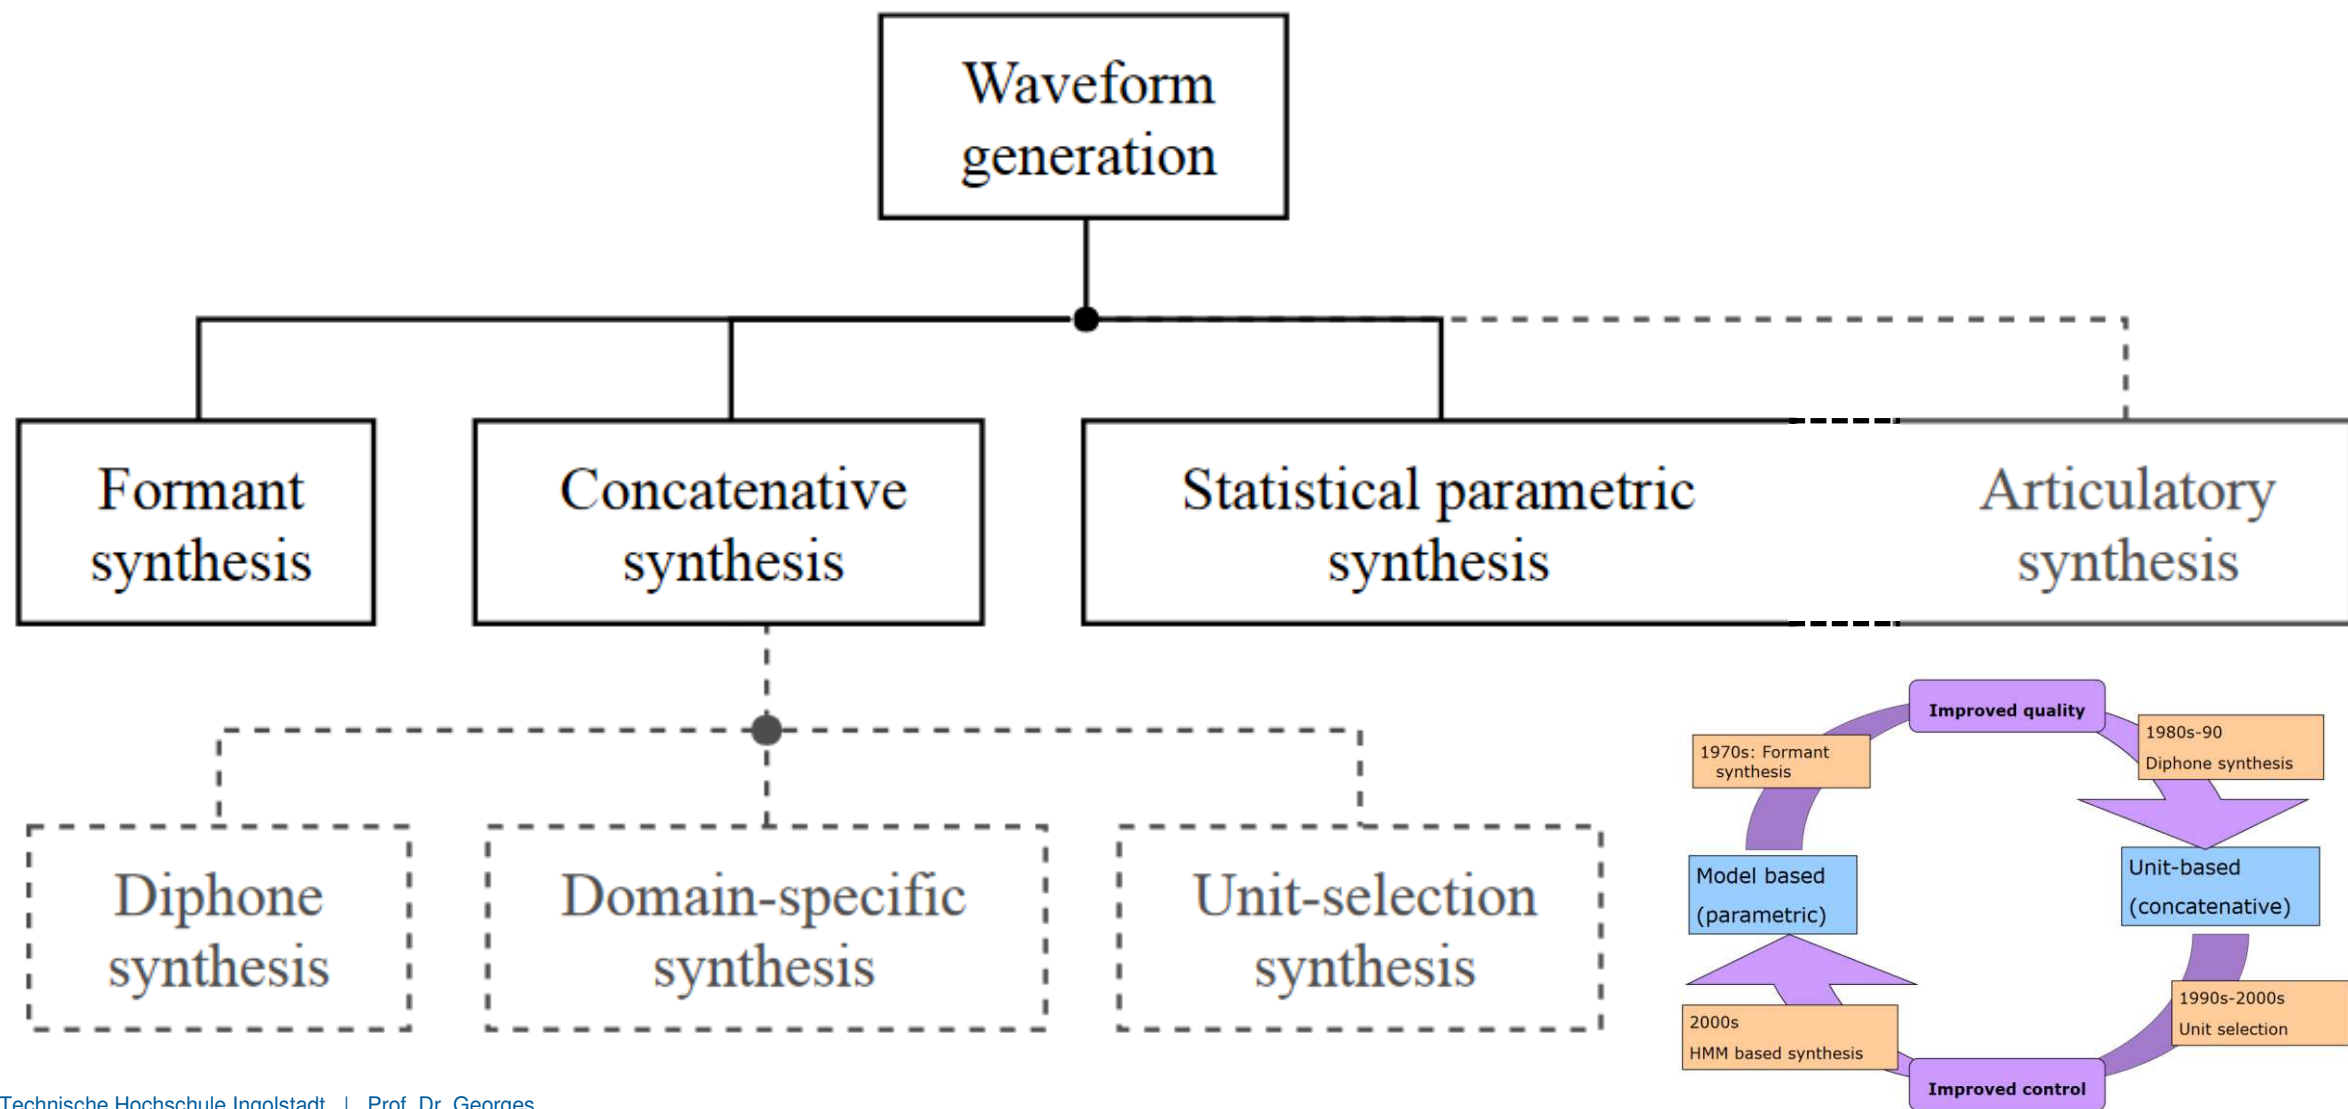 Waveform
generation
Formant
synthesis
Concatenative
synthesis
Statistical parametric
synthesis
Articulatory
synthesis
Diphone
synthesis
Domain-specific
synthesis
Unit-selection
synthesis
Improved quality
1970s: Formant
synthesis
1980s-90
Diphone synthesis
Model based
(parametric)
Unit-based
(concatenative)
2000s
HMM based synthesis
1990s-2000s
Unit selection
Improved control
Technische Hochschule Ingolstadt | Prof. Dr. Georges